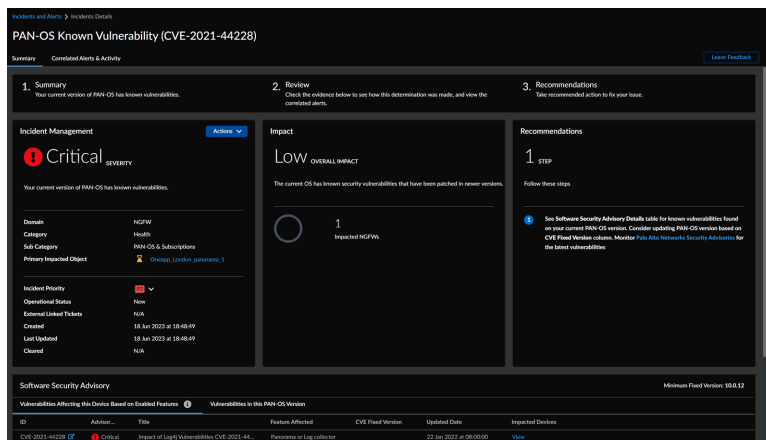 Incidents and Alerts > Incidents Details
PAN-OS Known Vulnerability (CVE-2021-44228)
Summary Correlated Alerts & Activity Leave Feedback
1. Summary
Your current version of PAN-OS has known vulnerabilities.
2. Review
Check the evidence below to see how this determination was made, and view the
correlated alerts.
3. Recommendations
Take recommended action to fix your issue.
Incident Management Actions
Critical SEVERITY
Your current version of PAN-OS has known vulnerabilities.
Domain NGFW
Category Health
Sub Category PAN-OS & Subscriptions
Primary Impacted Object Oneapp_London_panorama_1
Incident Priority
Operational Status New
External Linked Tickets N/A
Created 18 Jun 2023 at 18:48:49
Last Updated 18 Jun 2023 at 18:48:49
Cleared N/A
Impact
Low OVERALL IMPACT
The current OS has known security vulnerabilities that have been patched in newer versions.
1
Impacted NGFWs
Recommendations
1 STEP
Follow these steps
1 See Software Security Advisory Details table for known vulnerabilities found
on your current PAN-OS version. Consider updating PAN-OS version based on
CVE Fixed Version column. Monitor Palo Alto Networks Security Advisories for
the latest vulnerabilities
Software Security Advisory Minimum Fixed Version: 10.0.12
Vulnerabilities Affecting this Device Based on Enabled Features Vulnerabilities in this PAN-OS Version
ID Advisor... Title Feature Affected CVE Fixed Version Updated Date Impacted Devices
CVE-2021-44228 Critical Impact of Log4j Vulnerabilities CVE-2021-44... Panorama or Log collector 22 Jan 2022 at 08:00:00 View